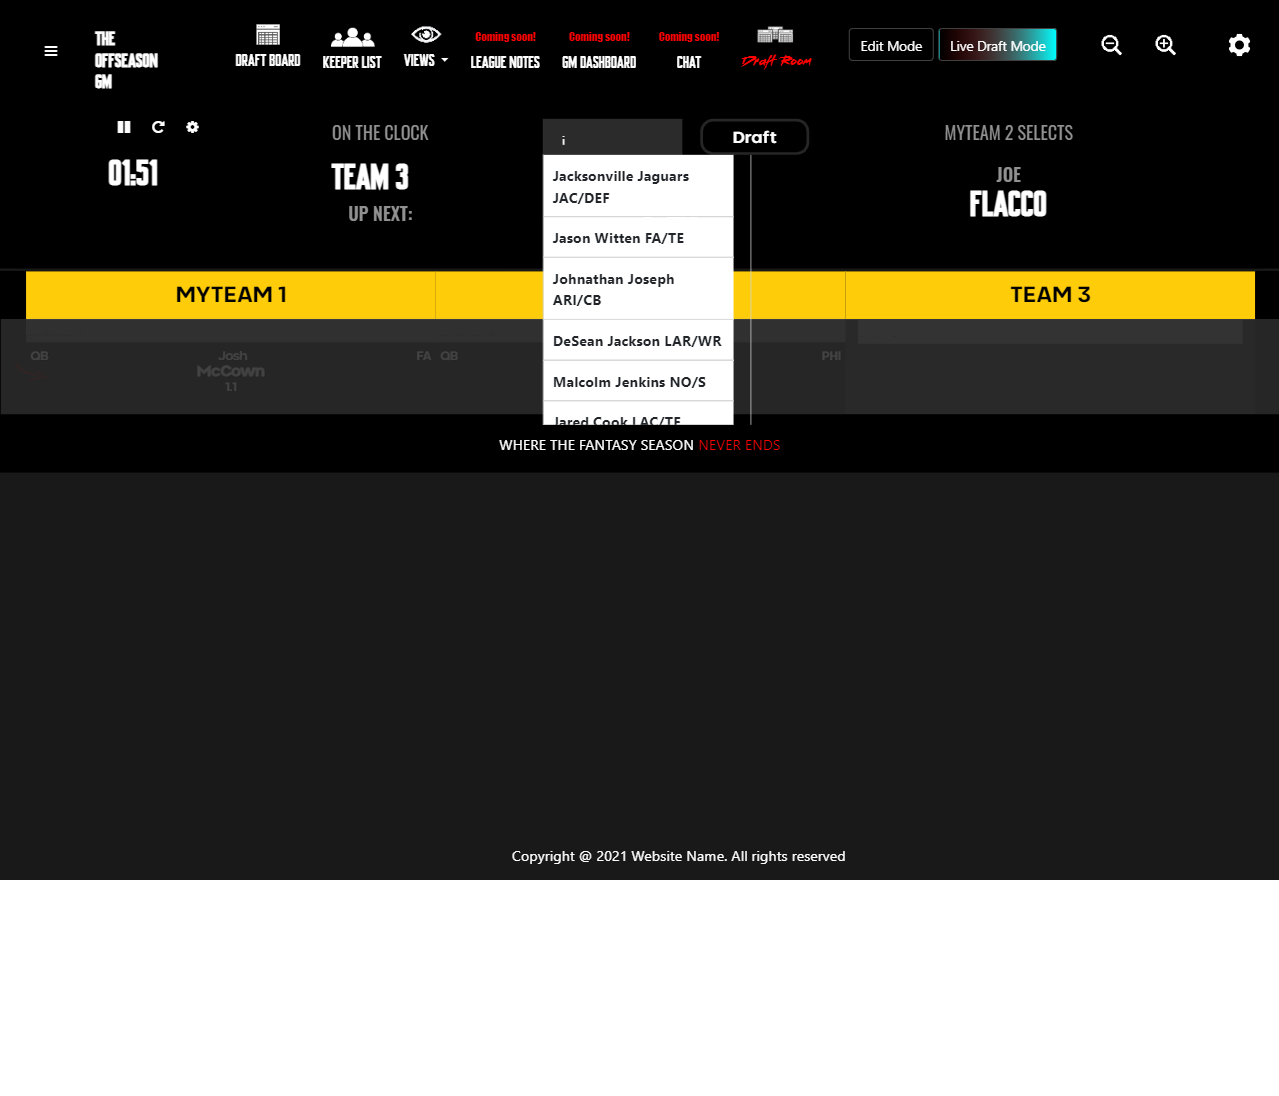 THE
OFFSEASON
GM
DRAFT BOARD
KEEPER LIST
VIEWS
Coming soon!
LEAGUE NOTES
Coming soon!
GM DASHBOARD
Coming soon!
CHAT
Draft Room
Edit Mode
Live Draft Mode
01:51
ON THE CLOCK
TEAM 3
UP NEXT:
i
Draft
Jacksonville Jaguars
JAC/DEF
Jason Witten FA/TE
Johnathan Joseph
ARI/CB
DeSean Jackson LAR/WR
Malcolm Jenkins NO/S
Jared Cook LAC/TE
MYTEAM 2 SELECTS
JOE
FLACCO
MYTEAM 1
TEAM 3
QB
Josh
FA
McCown
1.1
QB
PHI
WHERE THE FANTASY SEASON NEVER ENDS
Copyright @ 2021 Website Name. All rights reserved